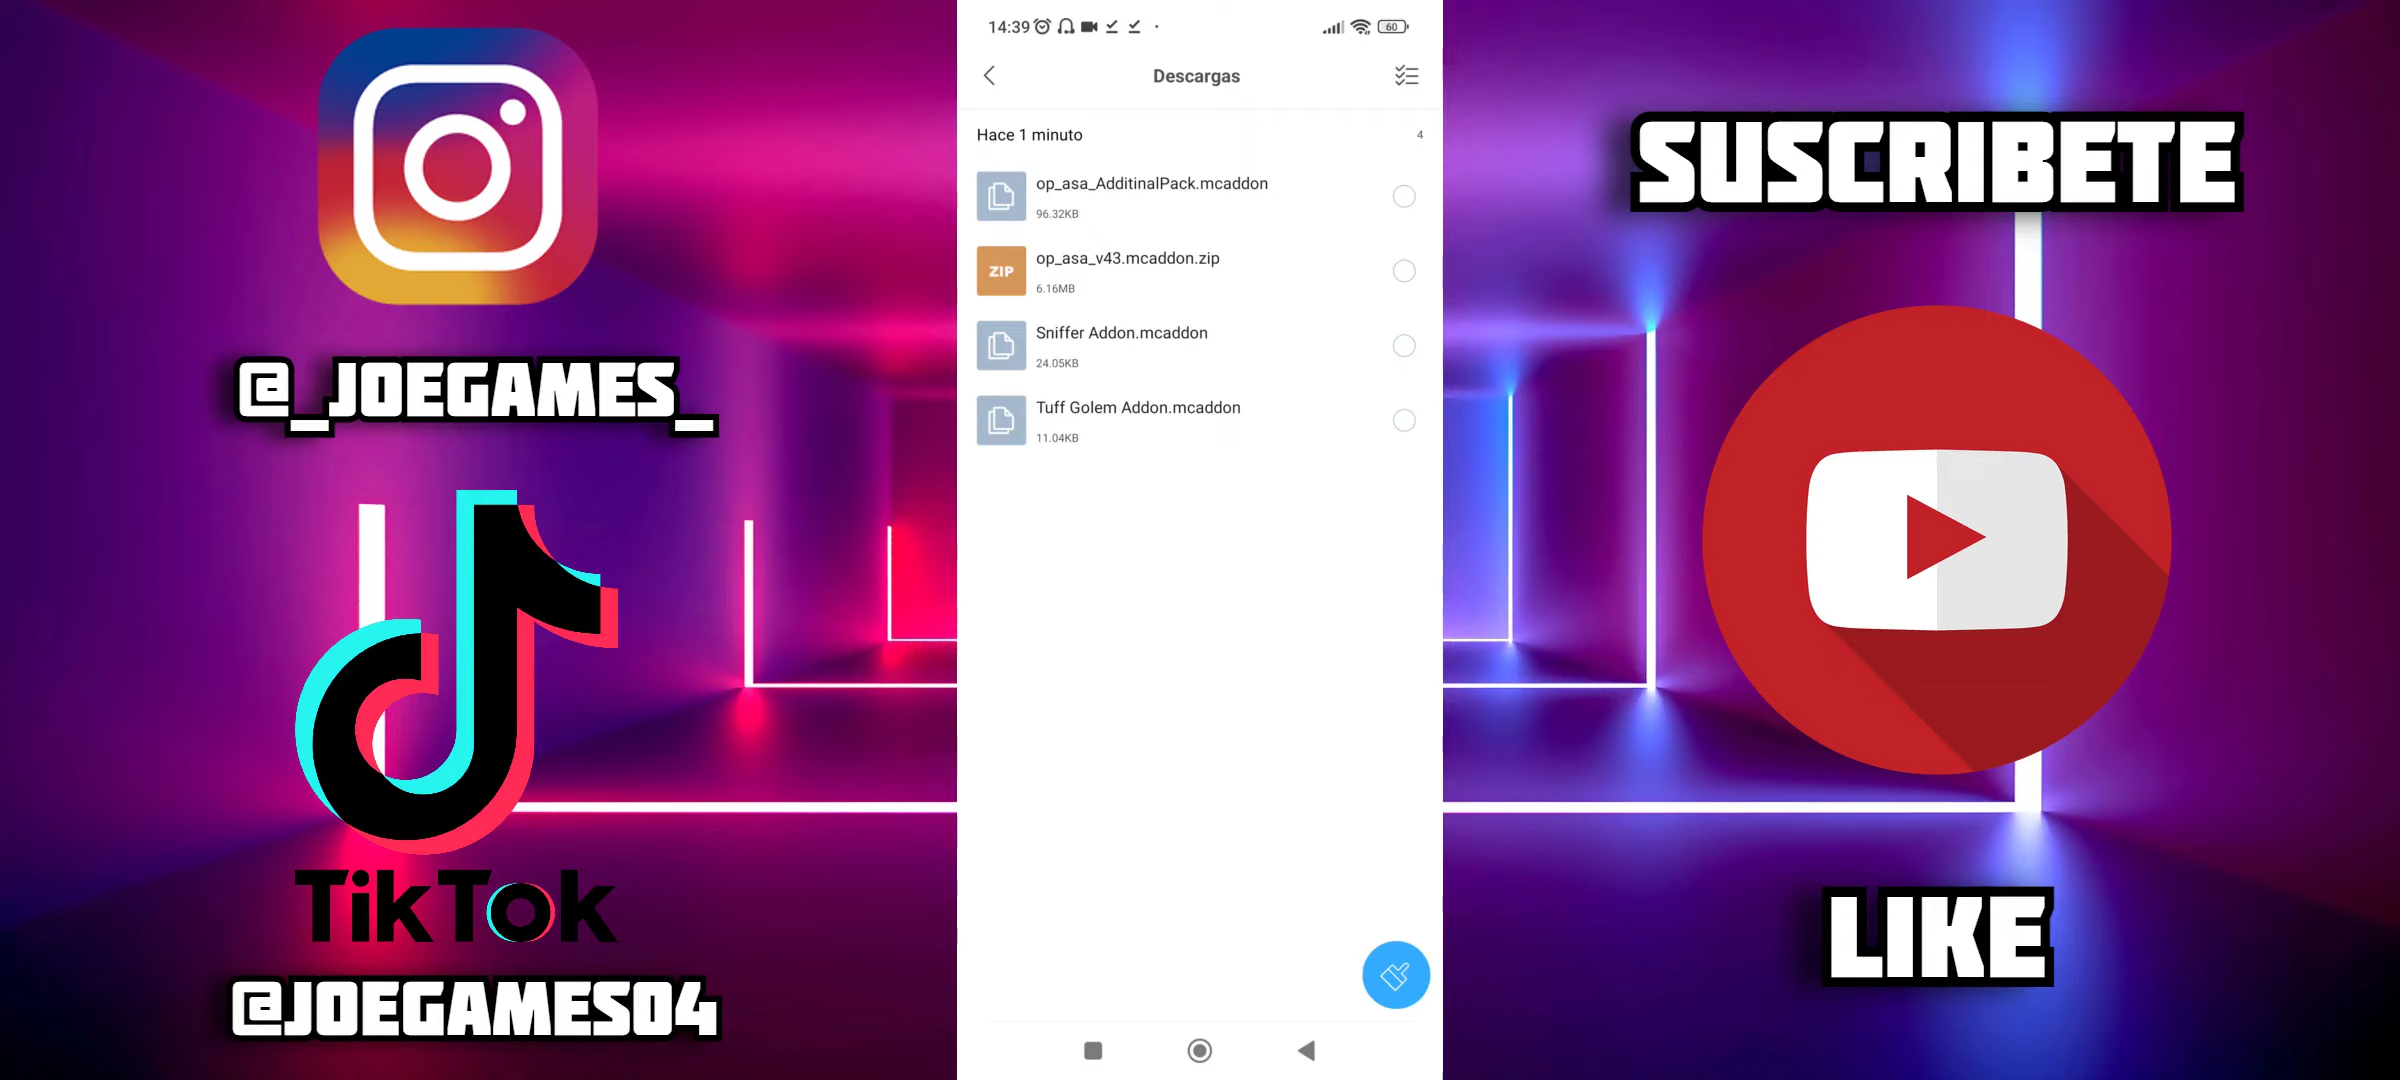 @_JOEGAMES_
TikTok
@JOEGAMES04
14:39
60
Descargas
Hace 1 minuto
4
op_asa_AdditinalPack.mcaddon
96.32KB
ZIP
op_asa_v43.mcaddon.zip
6.16MB
Sniffer Addon.mcaddon
24.05KB
Tuff Golem Addon.mcaddon
11.04KB
SUSCRIBETE
LIKE